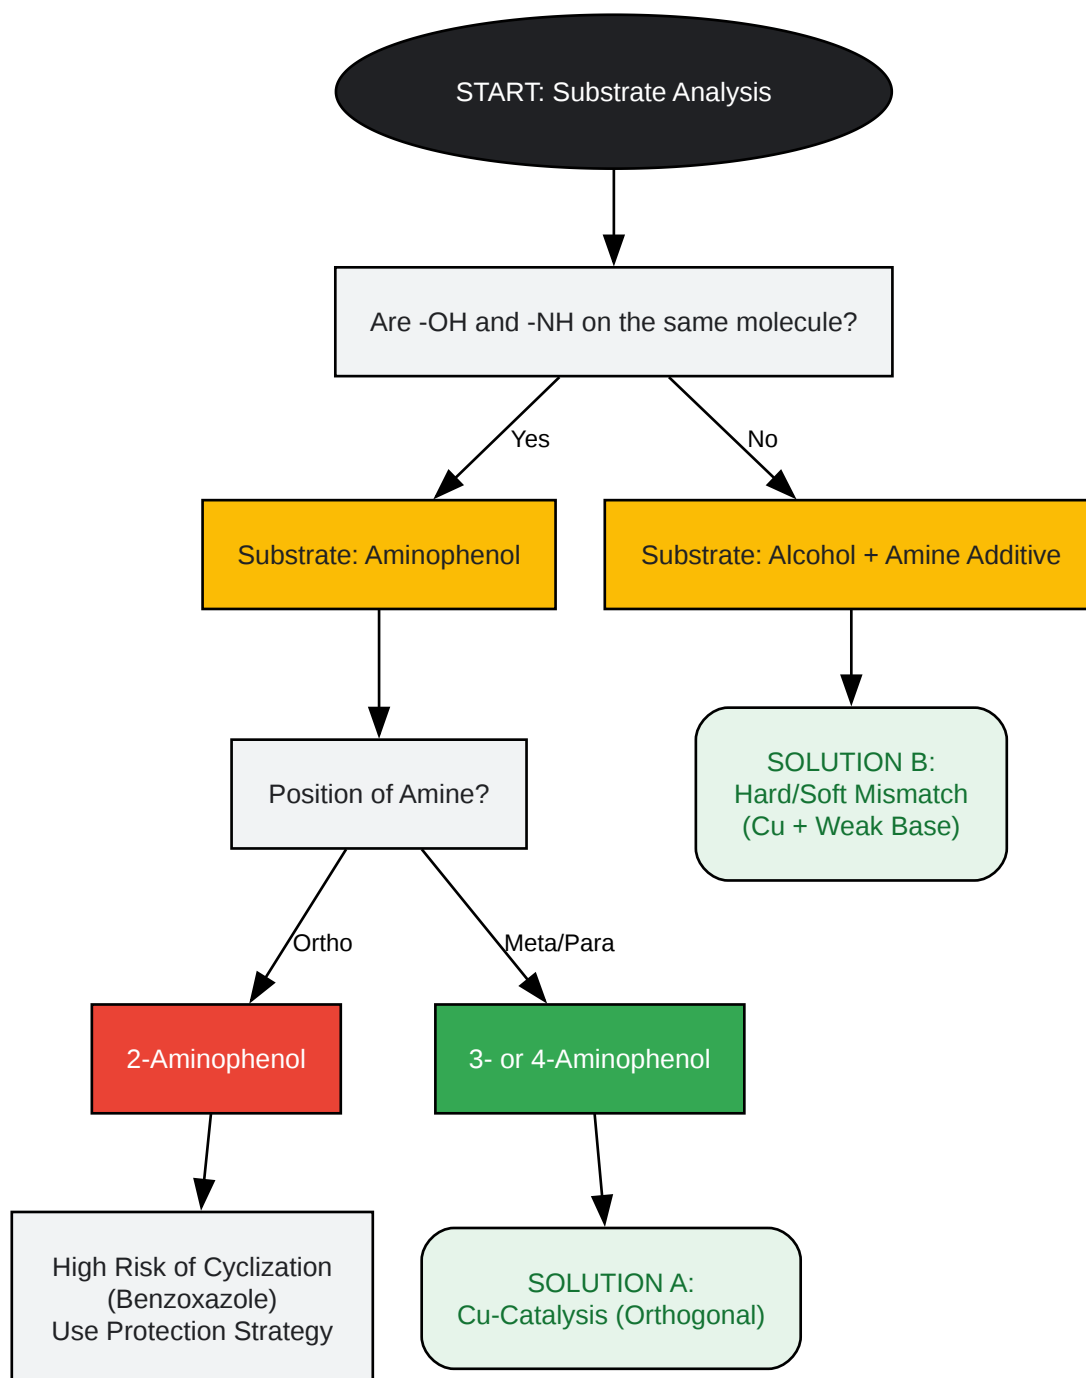 START: Substrate Analysis
Are -OH and -NH on the same molecule?
Yes
No
Substrate: Aminophenol
Substrate: Alcohol + Amine Additive
SOLUTION B:
Hard/Soft Mismatch
(Cu + Weak Base)
Position of Amine?
Ortho
Meta/Para
2-Aminophenol
3- or 4-Aminophenol
High Risk of Cyclization
(Benzoxazole)
Use Protection Strategy
SOLUTION A:
Cu-Catalysis (Orthogonal)